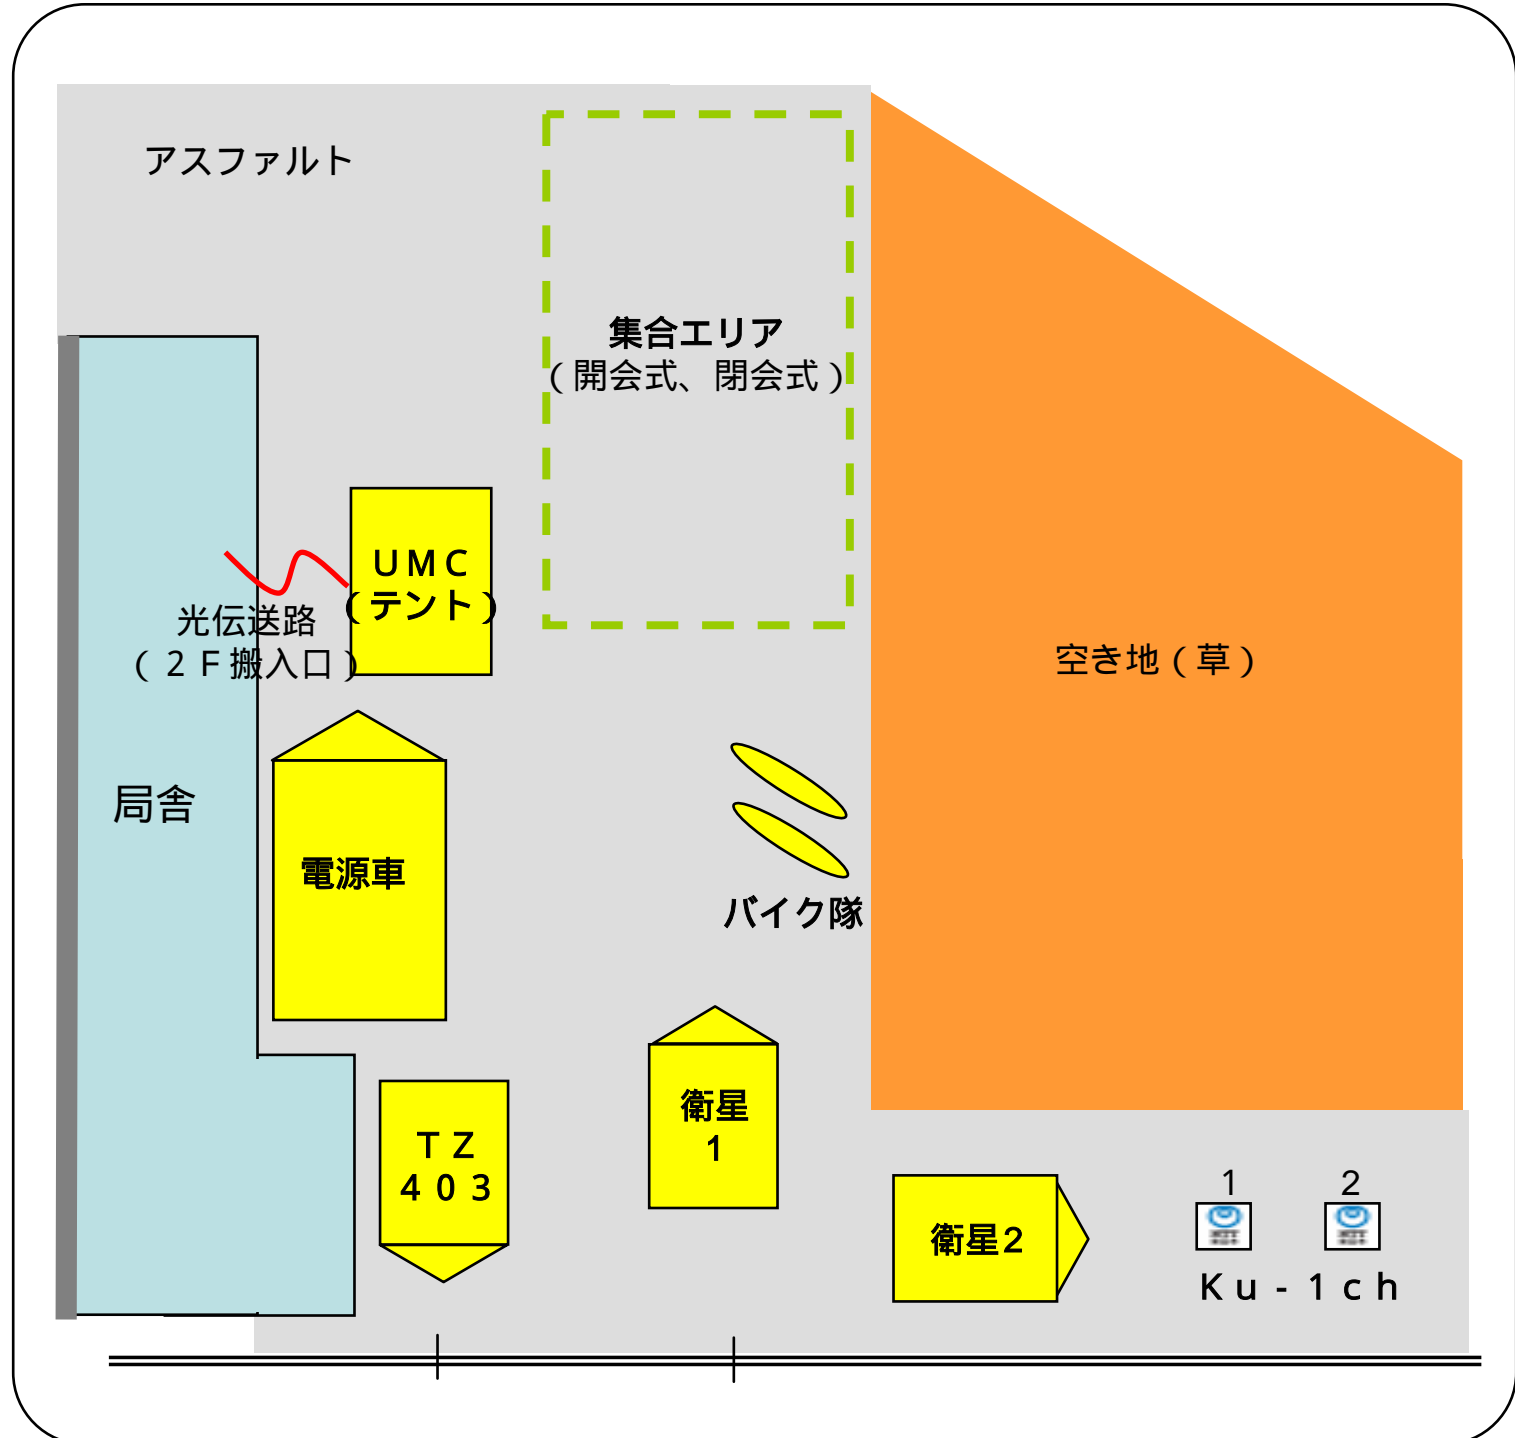 アスファルト
集合エリア
（開会式、閉会式）
ＵＭＣ
（テント）
光伝送路
（２Ｆ搬入口）
空き地（草）
局舎
電源車
バイク隊
衛星
１
ＴＺ
４０３
衛星２
1
2
Ｋｕ－１ｃｈ